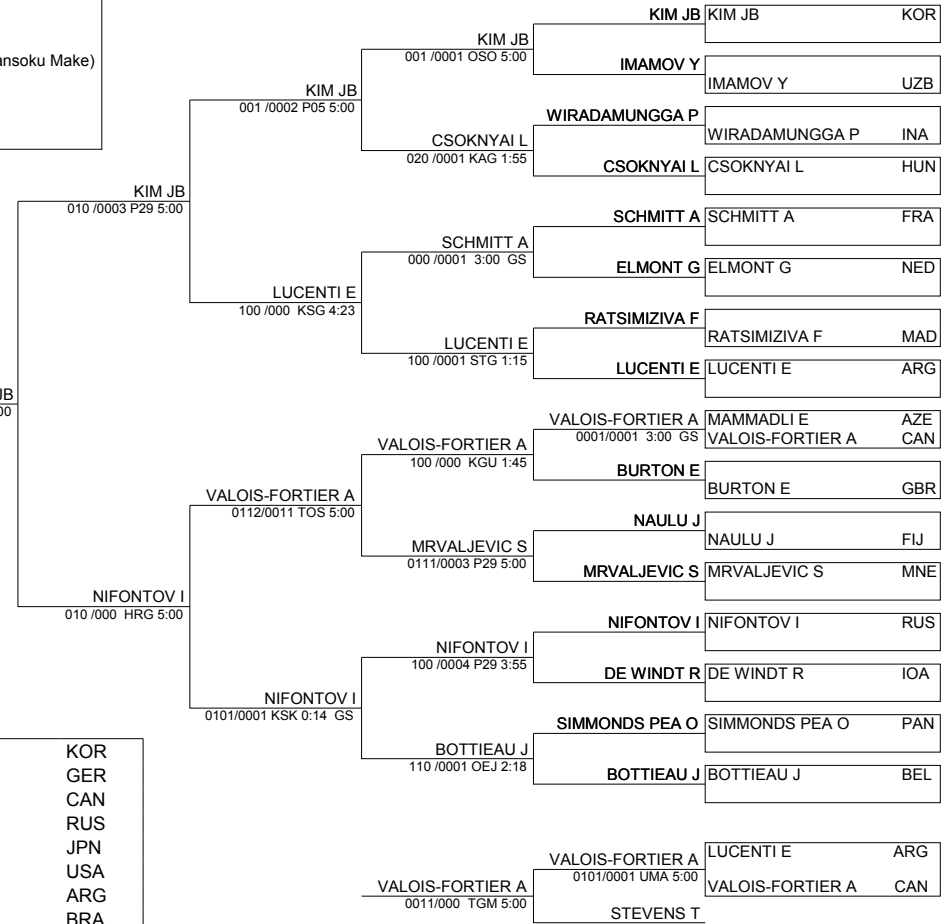 ansoku Make)
KIM JB KIM JB KOR
KIM JB
001 /0001 OSO 5:00
IMAMOV Y
IMAMOV Y UZB
KIM JB
001 /0002 P05 5:00
WIRADAMUNGGA P
WIRADAMUNGGA P INA
CSOKNYAI L
020 /0001 KAG 1:55
CSOKNYAI L CSOKNYAI L HUN
KIM JB
010 /0003 P29 5:00
SCHMITT A SCHMITT A FRA
SCHMITT A
000 /0001 3:00 GS
ELMONT G ELMONT G NED
LUCENTI E
100 /000 KSG 4:23
RATSIMIZIVA F
RATSIMIZIVA F MAD
LUCENTI E
100 /0001 STG 1:15
LUCENTI E LUCENTI E ARG
JB
00
VALOIS-FORTIER A MAMMADLI E AZE
0001/0001 3:00 GS VALOIS-FORTIER A CAN
VALOIS-FORTIER A
100 /000 KGU 1:45
BURTON E
BURTON E GBR
VALOIS-FORTIER A
0112/0011 TOS 5:00
NAULU J
NAULU J FIJ
MRVALJEVIC S
0111/0003 P29 5:00
MRVALJEVIC S MRVALJEVIC S MNE
NIFONTOV I
010 /000 HRG 5:00
NIFONTOV I NIFONTOV I RUS
NIFONTOV I
100 /0004 P29 3:55
DE WINDT R DE WINDT R IOA
NIFONTOV I
0101/0001 KSK 0:14 GS
SIMMONDS PEA O SIMMONDS PEA O PAN
BOTTIEAU J
110 /0001 OEJ 2:18
BOTTIEAU J BOTTIEAU J BEL
KOR
GER
CAN
RUS
JPN
USA
ARG
BRA
LUCENTI E ARG
VALOIS-FORTIER A
0101/0001 UMA 5:00
VALOIS-FORTIER A CAN
VALOIS-FORTIER A
0011/000 TGM 5:00
STEVENS T